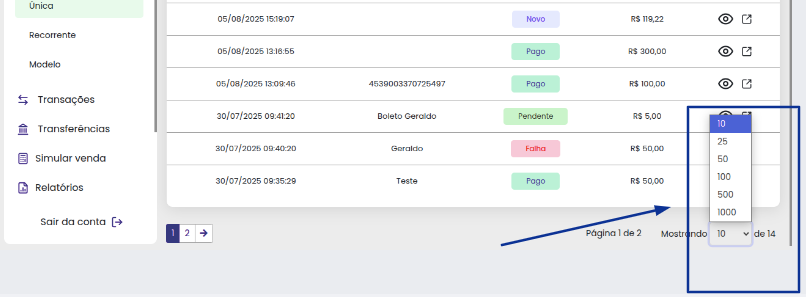 Única
Recorrente
Modelo
Transações
Transferências
Simular venda
Relatórios
Sair da conta
05/08/2025 15:19:07 Novo R$ 119,22
05/08/2025 13:16:55 Pago R$ 300,00
05/08/2025 13:09:46 4539003370725497 Pago R$ 100,00
30/07/2025 09:41:20 Boleto Geraldo Pendente R$ 5,00
30/07/2025 09:40:20 Geraldo Falha R$ 50,00
30/07/2025 09:35:29 Teste Pago R$ 50,00
10
25
50
100
500
1000
1 2 Página 1 de 2 Mostrando 10 de 14